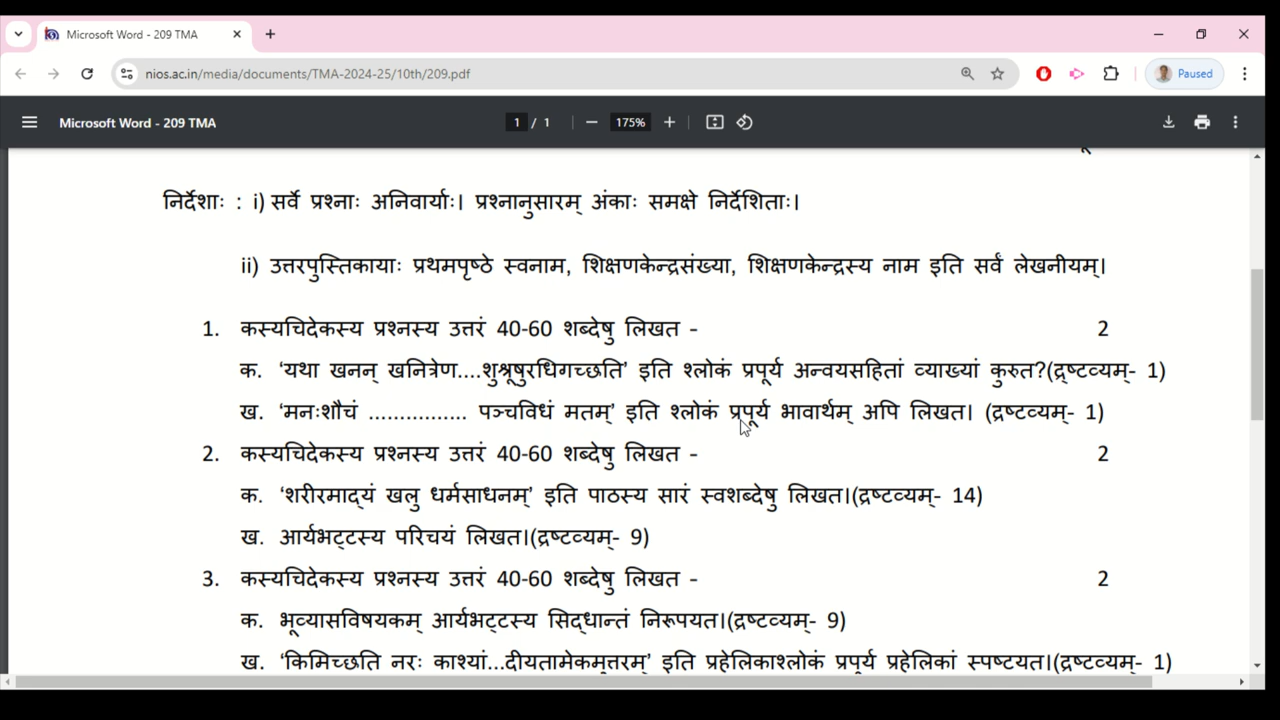 Microsoft Word - 209 TMA
nios.ac.in/media/documents/TMA-2024-25/10th/209.pdf
Paused
Microsoft Word - 209 TMA
1 / 1
175%
निर्देशाः : i) सर्वे प्रश्नाः अनिवार्याः। प्रश्नानुसारम् अंकाः समक्षे निर्देशिताः।
ii) उत्तरपुस्तिकायाः प्रथमपृष्ठे स्वनाम, शिक्षणकेन्द्रसंख्या, शिक्षणकेन्द्रस्य नाम इति सर्वं लेखनीयम्।
1. कस्यचिदेकस्य प्रश्नस्य उत्तरं 40-60 शब्देषु लिखत - 2
क. ‘यथा खनन् खनित्रेण....शुश्रूषुरधिगच्छति’ इति श्लोकं प्रपूर्य अन्वयसहितां व्याख्यां कुरुत?(द्र्ष्टव्यम्- 1)
ख. ‘मनःशौचं ................ पञ्चविधं मतम्’ इति श्लोकं प्रपूर्य भावार्थम् अपि लिखत। (द्रष्टव्यम्- 1)
2. कस्यचिदेकस्य प्रश्नस्य उत्तरं 40-60 शब्देषु लिखत - 2
क. ‘शरीरमाद्यं खलु धर्मसाधनम्’ इति पाठस्य सारं स्वशब्देषु लिखत।(द्रष्टव्यम्- 14)
ख. आर्यभट्टस्य परिचयं लिखत।(द्रष्टव्यम्- 9)
3. कस्यचिदेकस्य प्रश्नस्य उत्तरं 40-60 शब्देषु लिखत - 2
क. भूव्यासविषयकम् आर्यभट्टस्य सिद्धान्तं निरूपयत।(द्रष्टव्यम्- 9)
ख. ‘किमिच्छति नरः काश्यां...दीयतामेकमुत्तरम्’ इति प्रहेलिकाश्लोकं प्रपूर्य प्रहेलिकां स्पष्टयत।(द्रष्टव्यम्- 1)